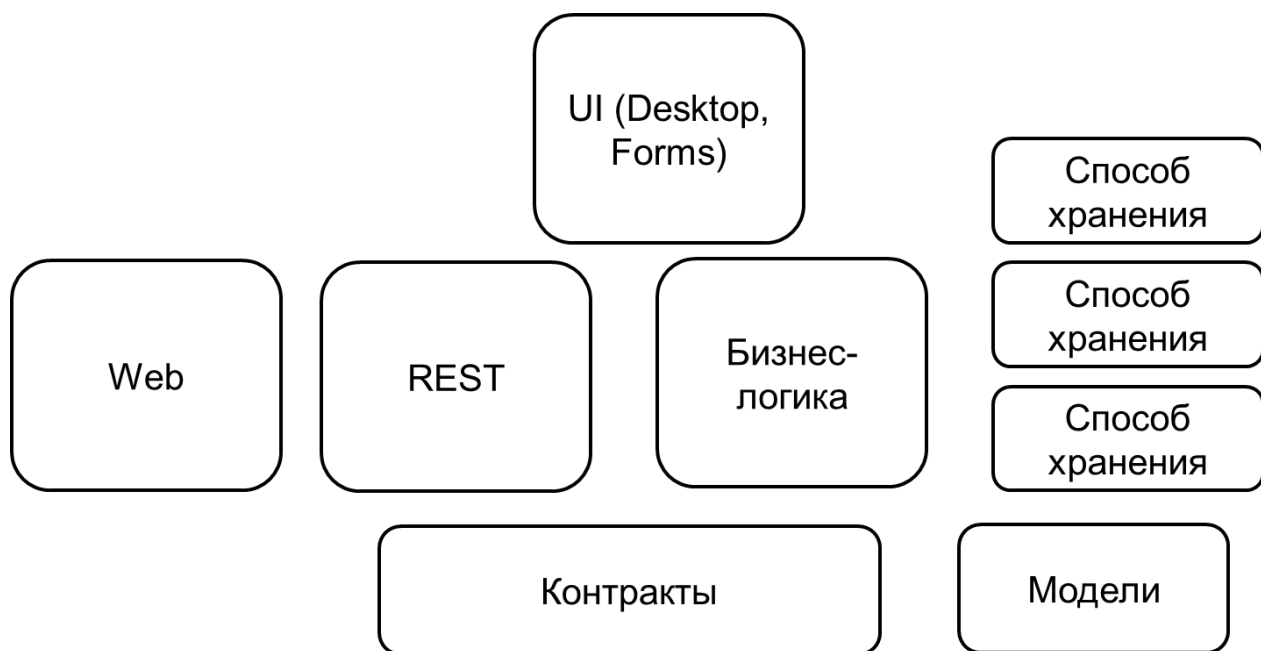 UI (Desktop,
Forms)
Способ
хранения
Web
REST
Бизнес-
логика
Способ
хранения
Способ
хранения
Контракты
Модели